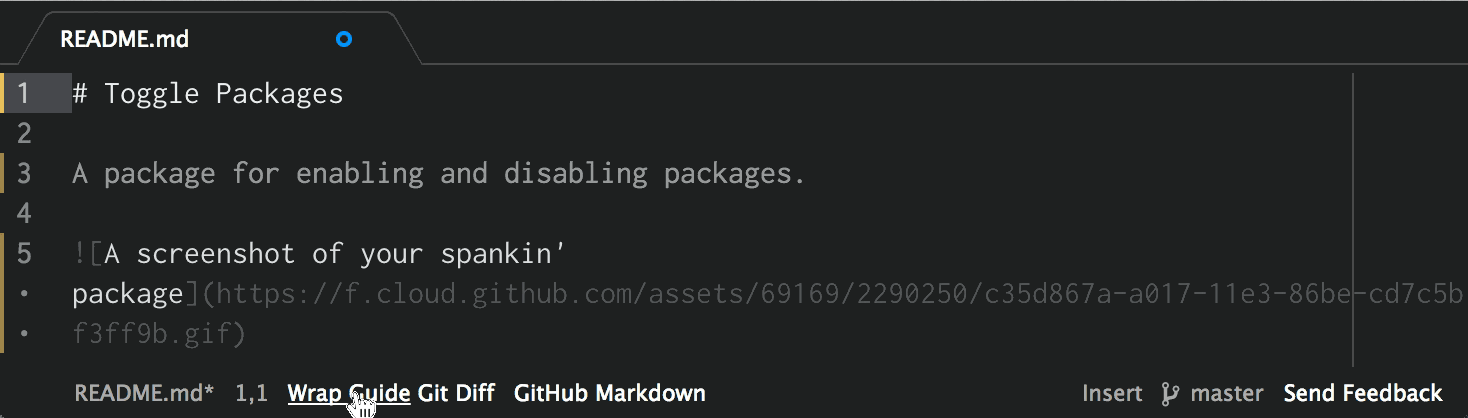 README.md
1 # Toggle Packages
2
3 A package for enabling and disabling packages.
4
5 ![A screenshot of your spankin'
• package](https://f.cloud.github.com/assets/69169/2290250/c35d867a-a017-11e3-86be-cd7c5b
• f3ff9b.gif)
README.md* 1,1 Wrap Guide Git Diff GitHub Markdown Insert master Send Feedback